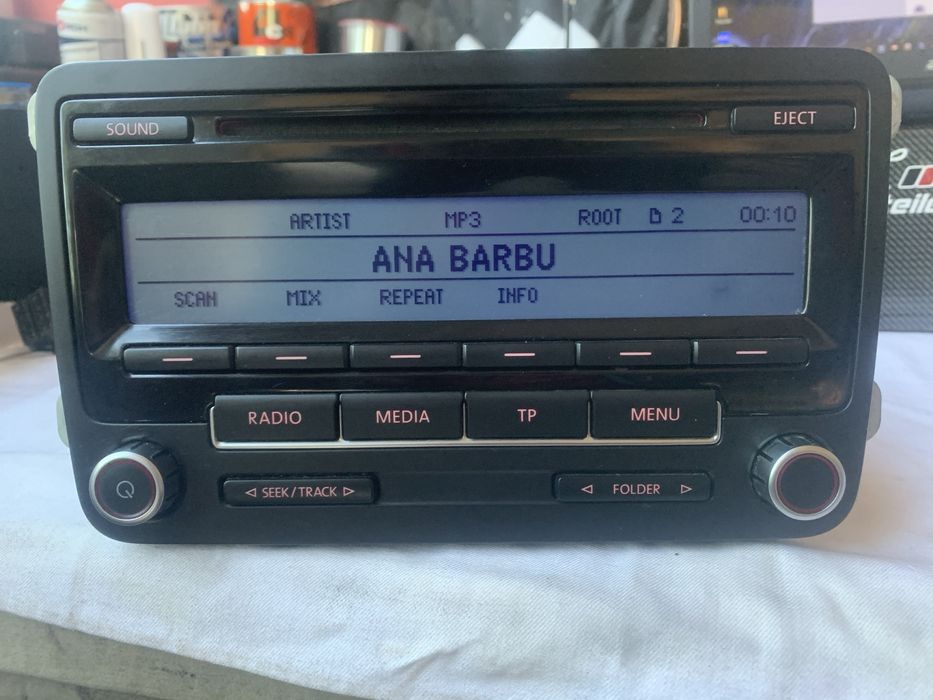 SOUND EJECT
ARTIST MP3 ROOT 2 00:10
ANA BARBU
SCAN MIX REPEAT INFO
RADIO MEDIA TP MENU
◁ SEEK/TRACK ▷ ◁ FOLDER ▷